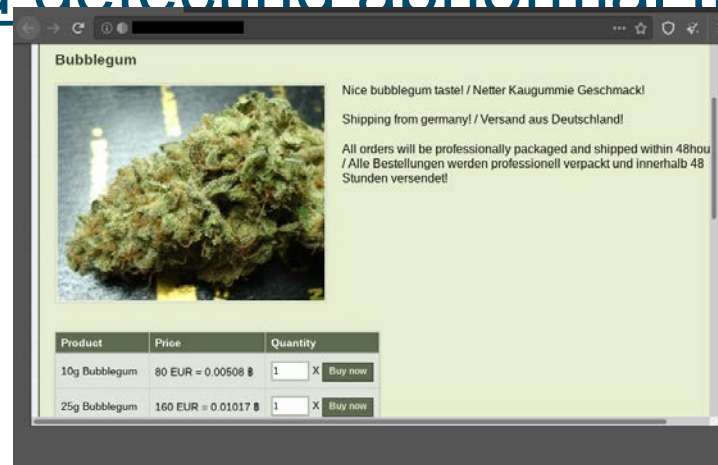 detecting abnormal
Bubblegum
Nice bubblegum taste! / Netter Kaugummie Geschmack!
Shipping from germany! / Versand aus Deutschland!
All orders will be professionally packaged and shipped within 48hou
/ Alle Bestellungen werden professionell verpackt und innerhalb 48
Stunden versendet!
Product Price Quantity
10g Bubblegum 80 EUR = 0.00508 ฿ 1 X Buy now
25g Bubblegum 160 EUR = 0.01017 ฿ 1 X Buy now